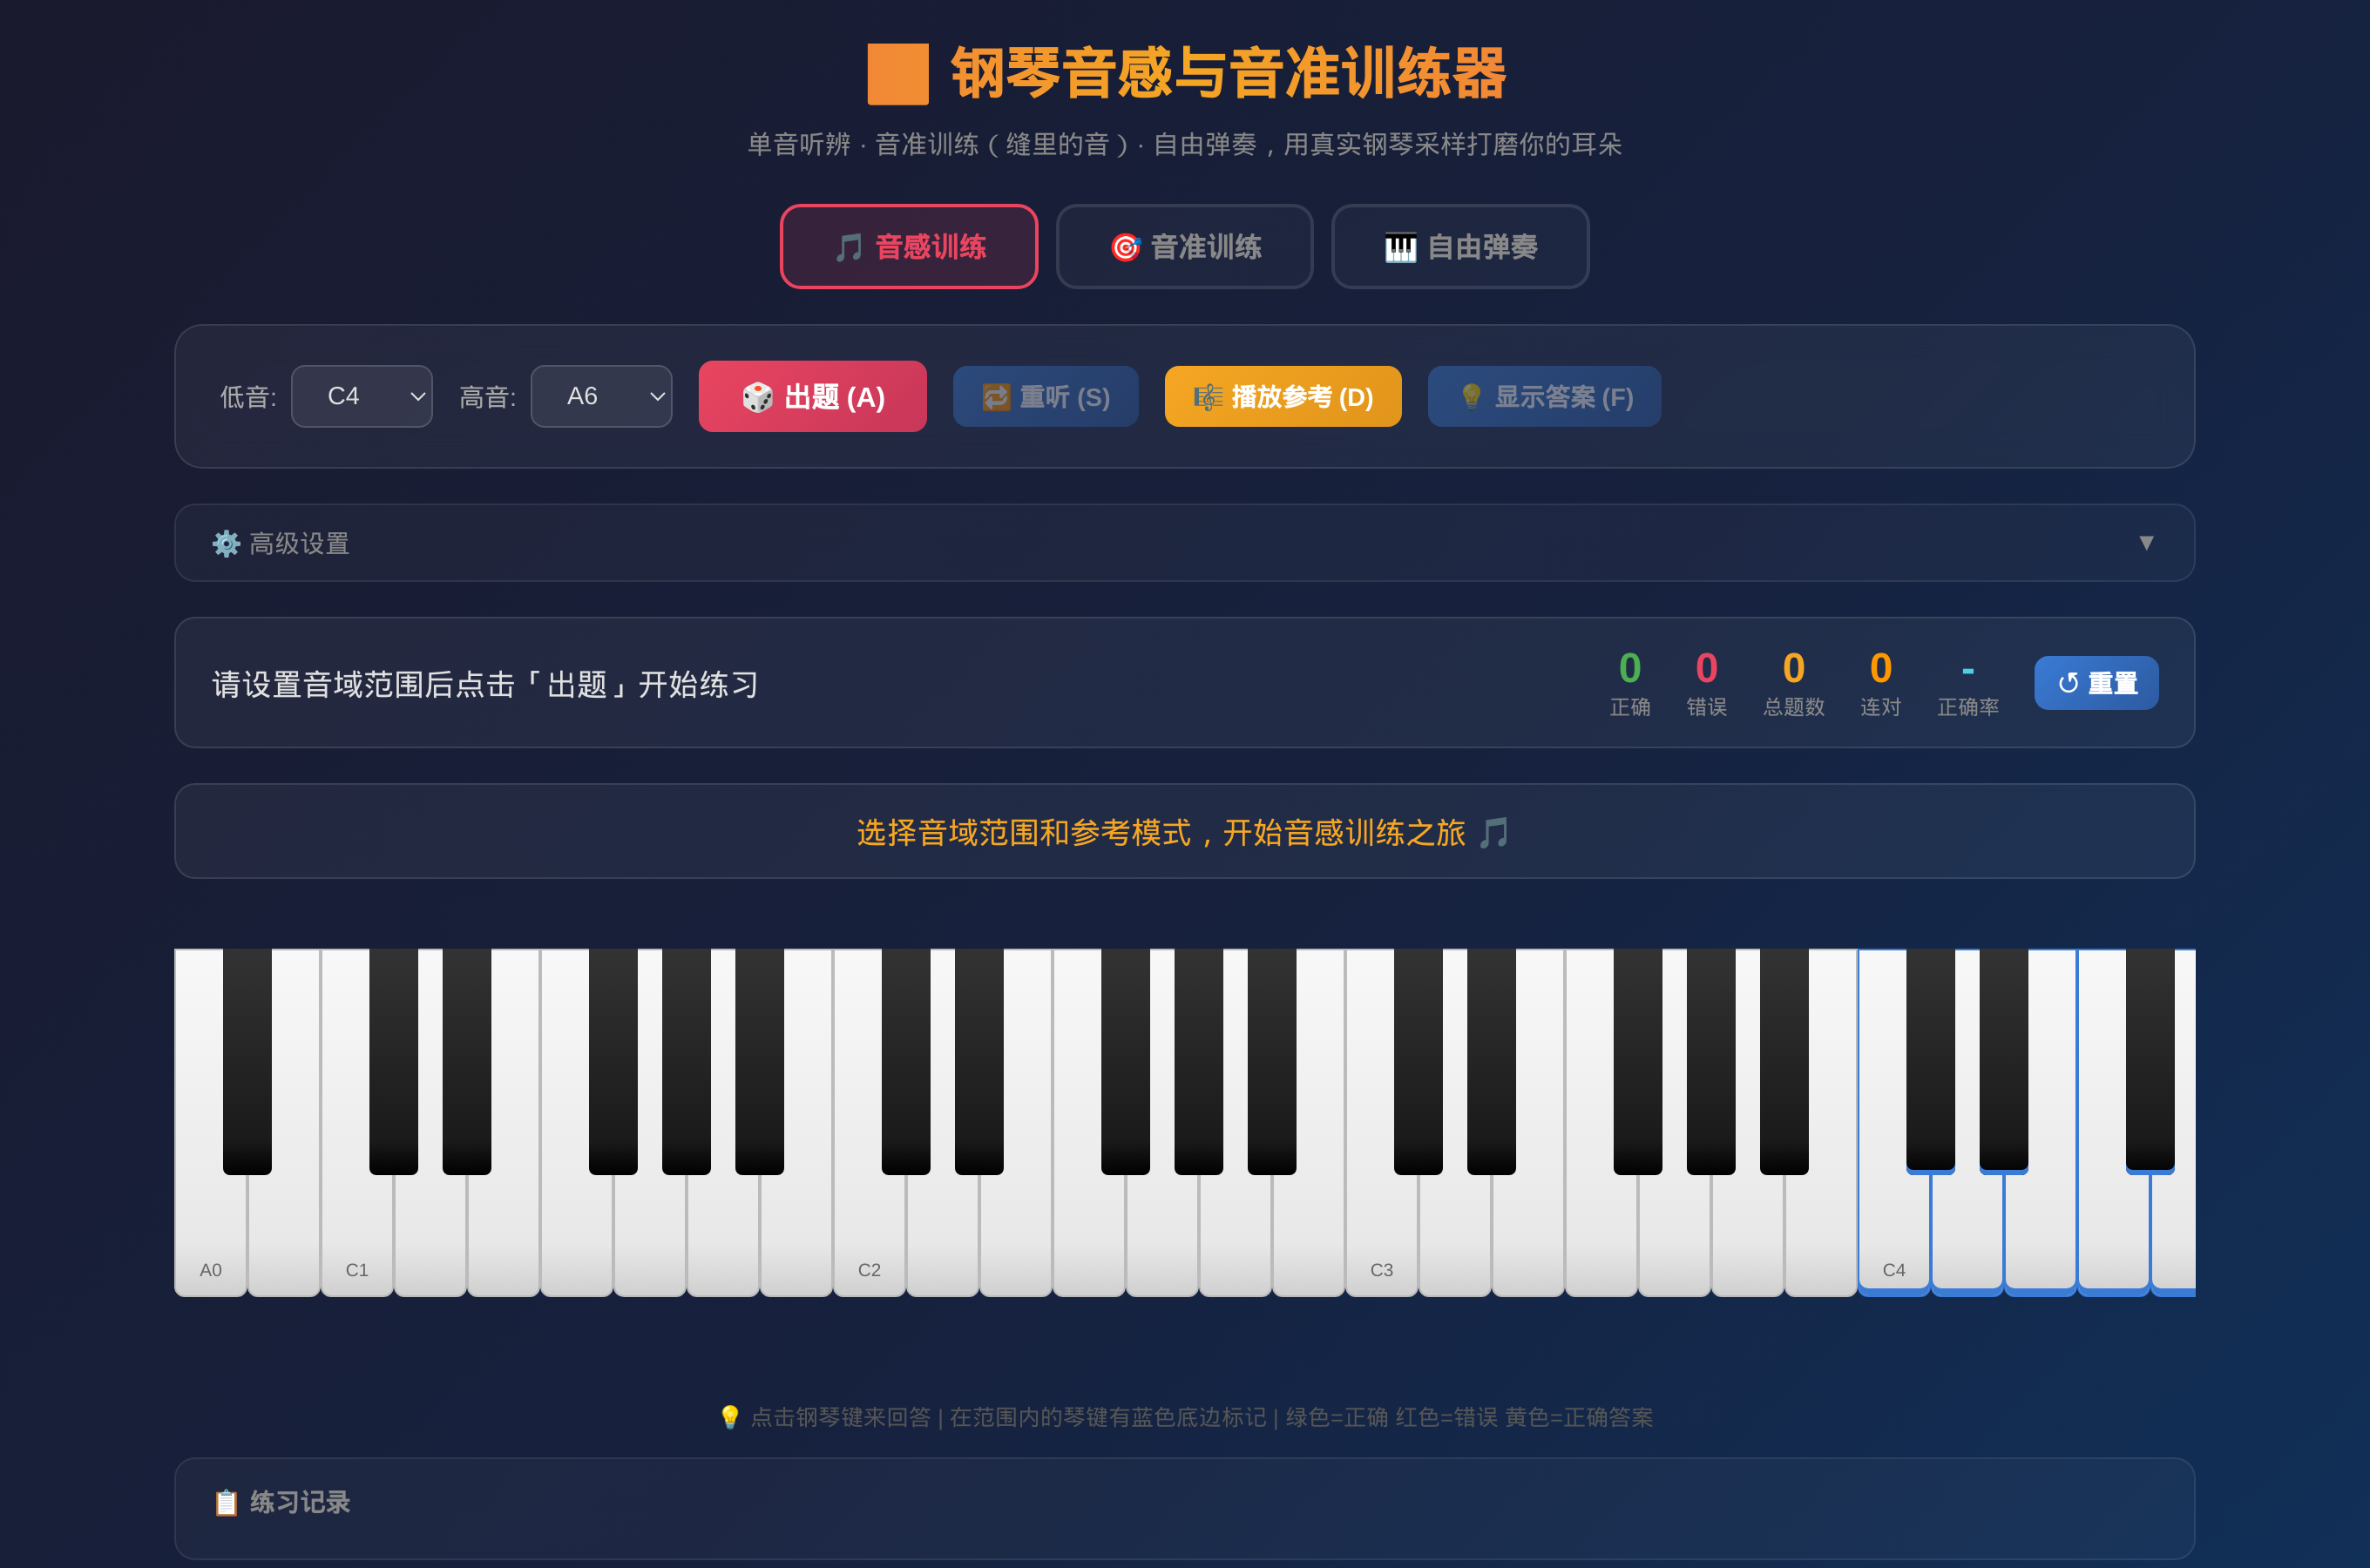 钢琴音感与音准训练器
单音听辨 · 音准训练（缝里的音）· 自由弹奏，用真实钢琴采样打磨你的耳朵
🎵 音感训练
🎯 音准训练
🎹 自由弹奏
低音: C4 高音: A6 🎲 出题 (A) 🔁 重听 (S) 🎼 播放参考 (D) 💡 显示答案 (F)
⚙️ 高级设置 ▼
请设置音域范围后点击「出题」开始练习
0 0 0 0 -
正确 错误 总题数 连对 正确率
↺ 重置
选择音域范围和参考模式，开始音感训练之旅 🎵
A0 C1 C2 C3 C4
💡 点击钢琴键来回答 | 在范围内的琴键有蓝色底边标记 | 绿色=正确 红色=错误 黄色=正确答案
📋 练习记录